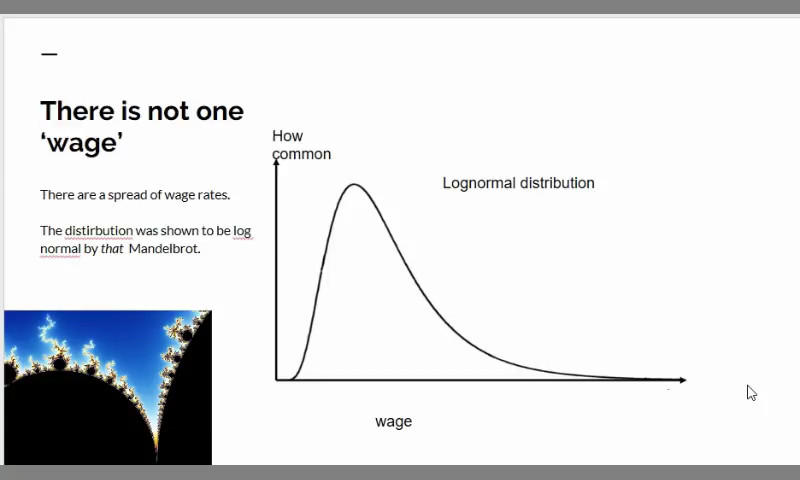 There is not one
‘wage’
There are a spread of wage rates.
The distirbution was shown to be log
normal by that Mandelbrot.
How
common
Lognormal distribution
wage